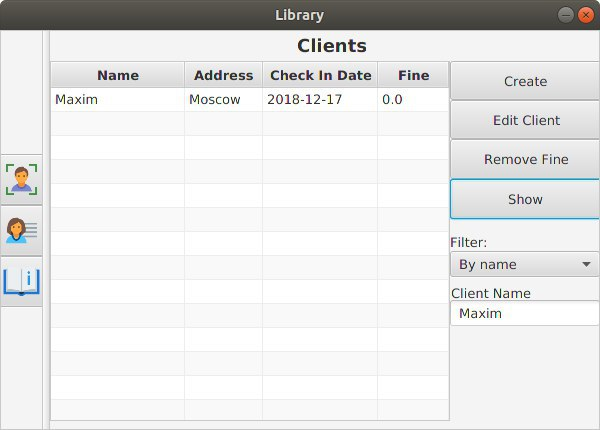 Library
Clients
Name Address Check In Date Fine
Maxim Moscow 2018-12-17 0.0
Create
Edit Client
Remove Fine
Show
Filter:
By name
Client Name
Maxim